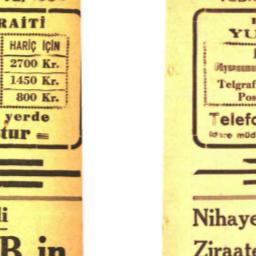 RAİTİ
HARİÇ İÇİN
2700 Kr.
1450 Kr.
800 Kr.
yerde
tur
li
B in
YU
Telgraf
Pos
Telefo
İdare müd
Nihaye
Ziraate